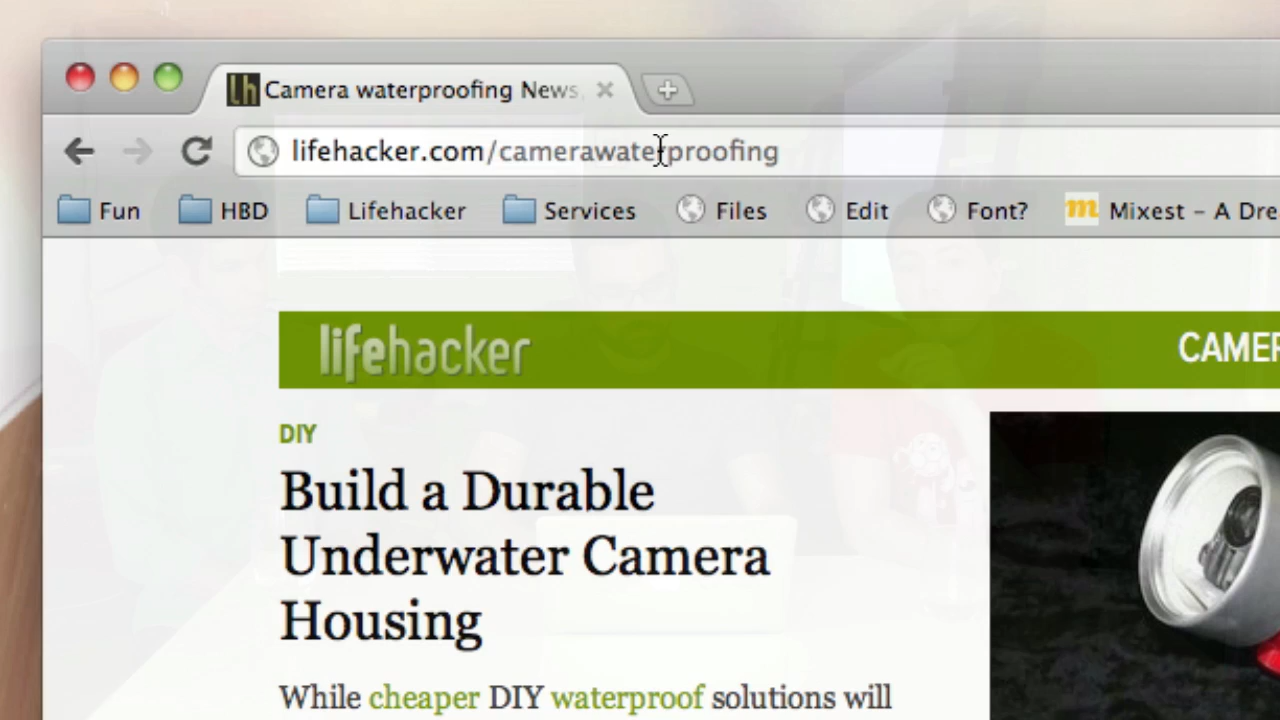 lh Camera waterproofing News,
lifehacker.com/camerawaterproofing
Fun HBD Lifehacker Services Files Edit Font? m Mixest – A Dre
lifehacker CAMER
DIY
Build a Durable
Underwater Camera
Housing
While cheaper DIY waterproof solutions will